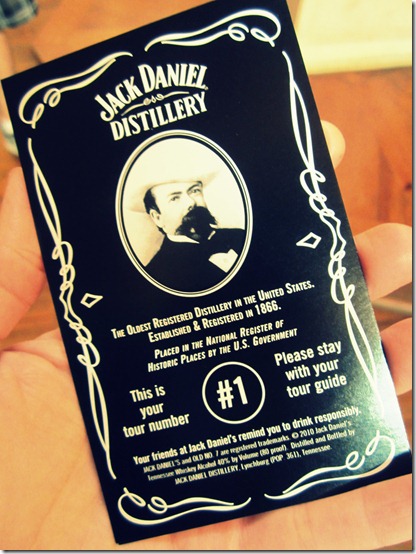 JACK DANIEL
DISTILLERY
THE OLDEST REGISTERED DISTILLERY IN THE UNITED STATES.
ESTABLISHED & REGISTERED IN 1866.
PLACED IN THE NATIONAL REGISTER OF
HISTORIC PLACES BY THE U.S. GOVERNMENT
This is
your
tour number
#1
Please stay
with your
tour guide
Your friends at Jack Daniel's remind you to drink responsibly.
JACK DANIEL'S and OLD NO. 7 are registered trademarks. © 2010 Jack Daniel's.
Tennessee Whiskey Alcohol 40% by Volume (80 proof). Distilled and Bottled by
JACK DANIEL DISTILLERY, Lynchburg (POP. 361), Tennessee.